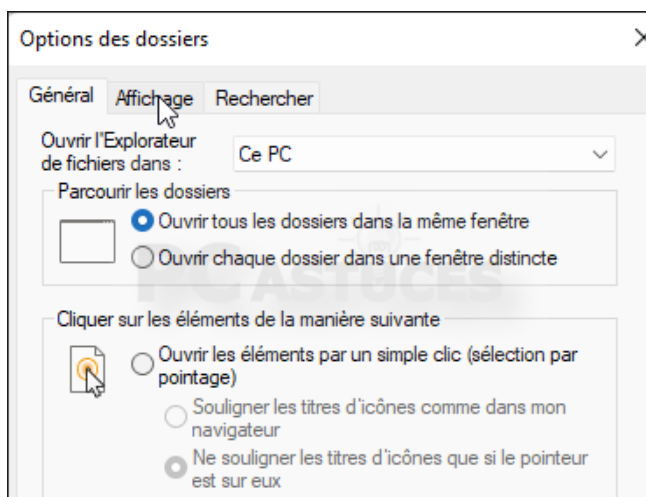 Options des dossiers
Général Affichage Rechercher
Ouvrir l'Explorateur
de fichiers dans :
Ce PC
Parcourir les dossiers
Ouvrir tous les dossiers dans la même fenêtre
Ouvrir chaque dossier dans une fenêtre distincte
PC ASTUCES
Cliquer sur les éléments de la manière suivante
Ouvrir les éléments par un simple clic (sélection par
pointage)
Souligner les titres d'icônes comme dans mon
navigateur
Ne souligner les titres d'icônes que si le pointeur
est sur eux